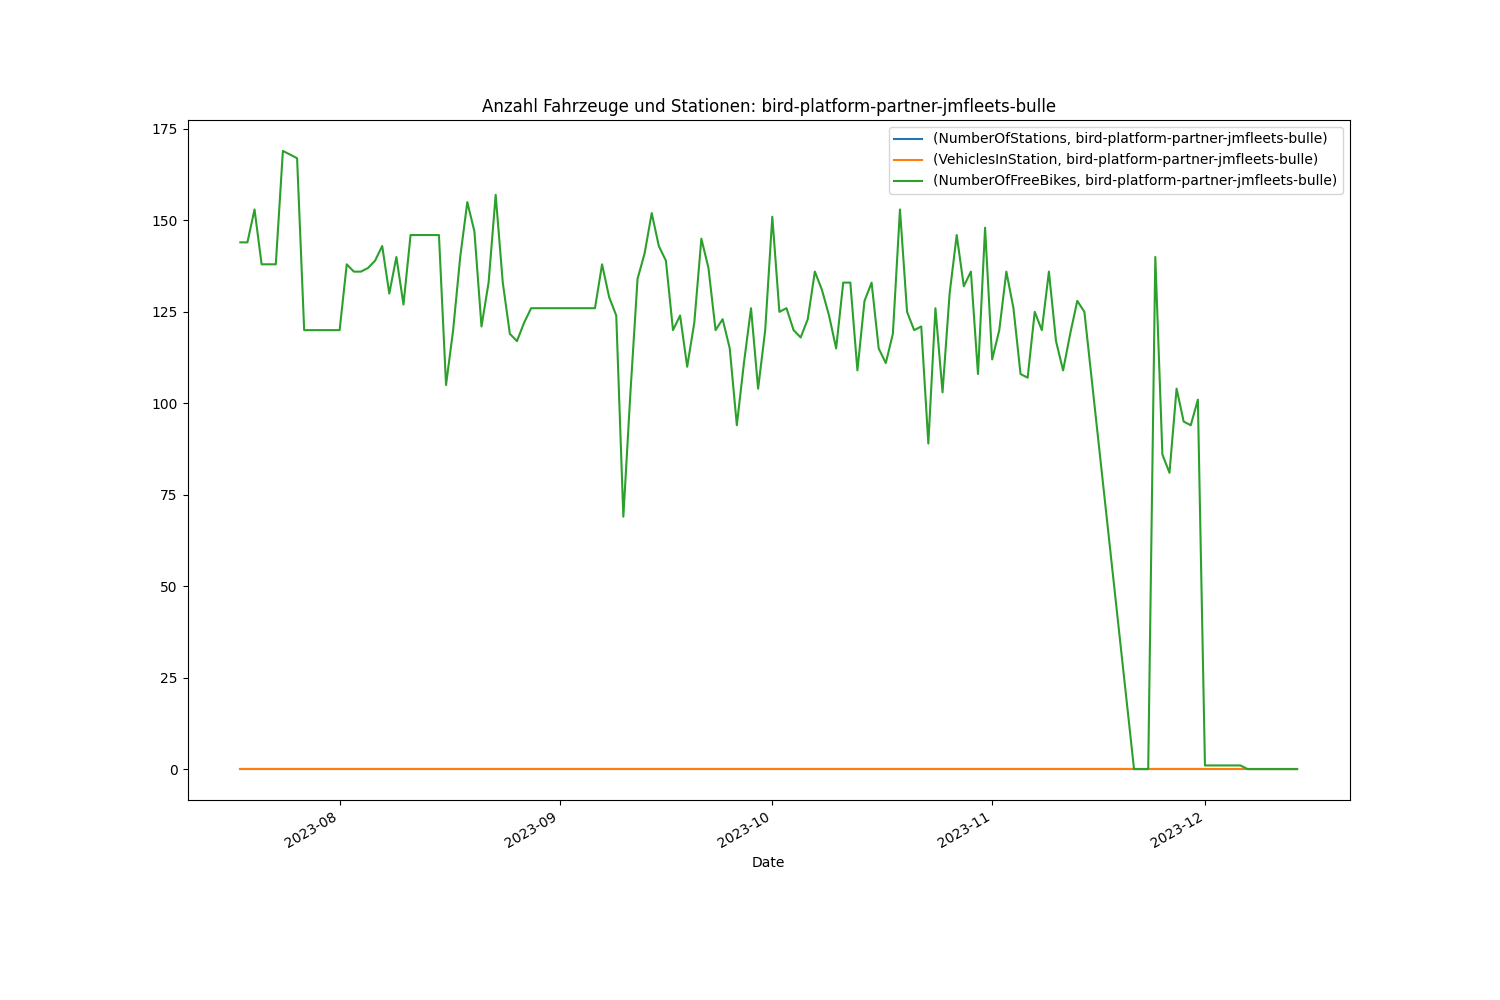 Anzahl Fahrzeuge und Stationen: bird-platform-partner-jmfleets-bulle
(NumberOfStations, bird-platform-partner-jmfleets-bulle)
(VehiclesInStation, bird-platform-partner-jmfleets-bulle)
(NumberOfFreeBikes, bird-platform-partner-jmfleets-bulle)
175
150
125
100
75
50
25
0
2023-08
2023-09
2023-10
2023-11
2023-12
Date